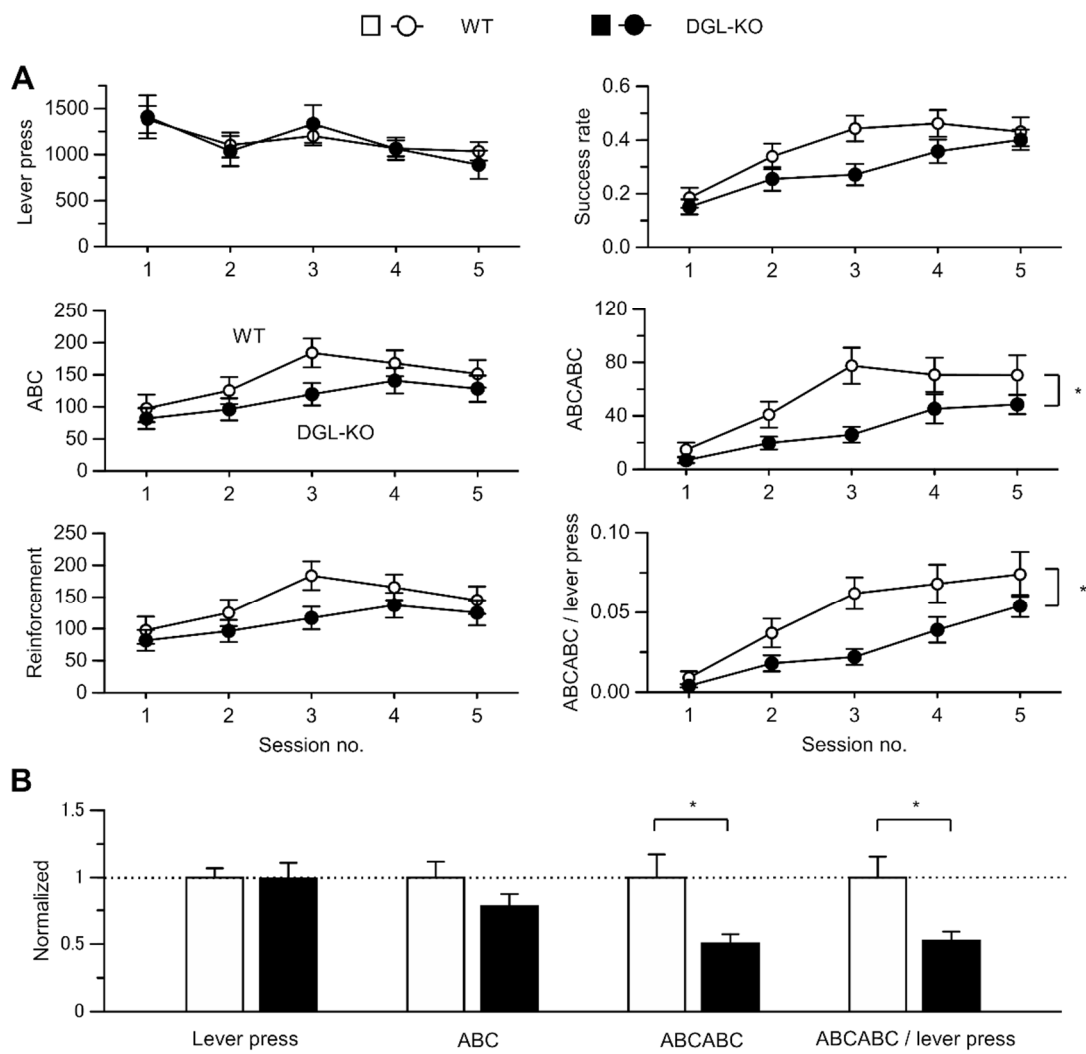 WT DGL-KO
A
Lever press
1500
1000
500
0
1 2 3 4 5
Success rate
0.6
0.4
0.2
0.0
1 2 3 4 5
ABC
250
200
150
100
50
0
WT
DGL-KO
1 2 3 4 5
ABCABC
120
80
40
0
*
1 2 3 4 5
Reinforcement
250
200
150
100
50
0
1 2 3 4 5
Session no.
ABCABC / lever press
0.10
0.05
0.00
*
1 2 3 4 5
Session no.
B
Normalized
1.5
1
0.5
0
* *
Lever press ABC ABCABC ABCABC / lever press